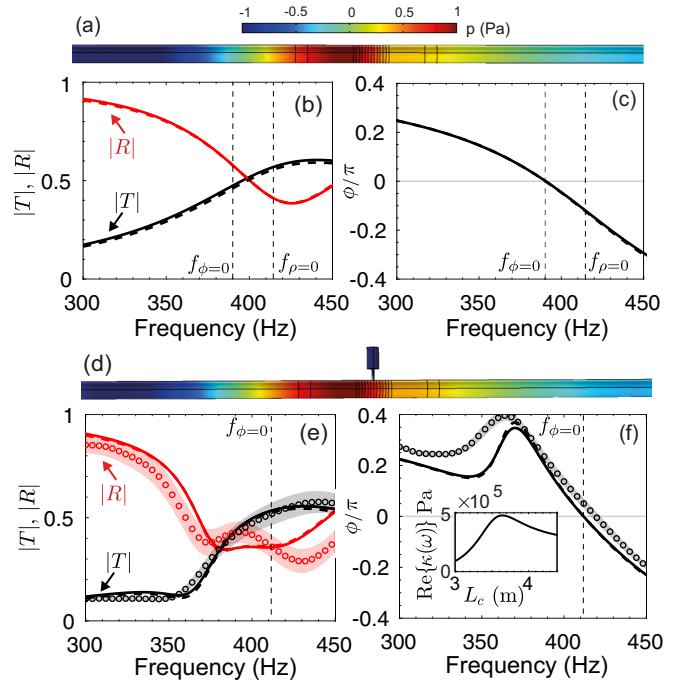 (a)
−1 −0.5 0 0.5 1
p (Pa)
1
0.5
0
|T|, |R|
(b)
|R|
|T|
f_{ϕ=0}
f_{ρ=0}
300 350 400 450
Frequency (Hz)
0.4
0.2
0
-0.2
-0.4
ϕ/π
(c)
f_{ϕ=0}
f_{ρ=0}
300 350 400 450
Frequency (Hz)
(d)
1
0.5
0
|T|, |R|
f_{ϕ=0}
(e)
|R|
|T|
300 350 400 450
Frequency (Hz)
0.4
0.2
0
-0.2
-0.4
ϕ/π
f_{ϕ=0}
(f)
×10^5
5
0
Re{κ(ω)} Pa
3 4
L_c (m)
300 350 400 450
Frequency (Hz)